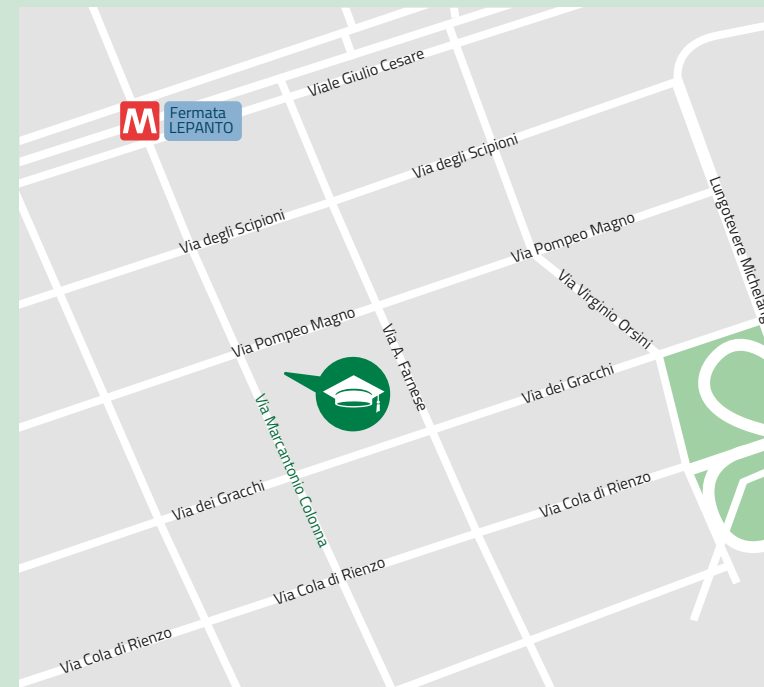 Viale Giulio Cesare
M
Fermata
LEPANTO
Via degli Scipioni
Via degli Scipioni
Lungotevere Michelang
Via Pompeo Magno
Via Virginio Orsini
Via Pompeo Magno
Via A. Farnese
Via dei Gracchi
Via Marcantonio Colonna
Via dei Gracchi
Via Cola di Rienzo
Via Cola di Rienzo
Via Cola di Rienzo